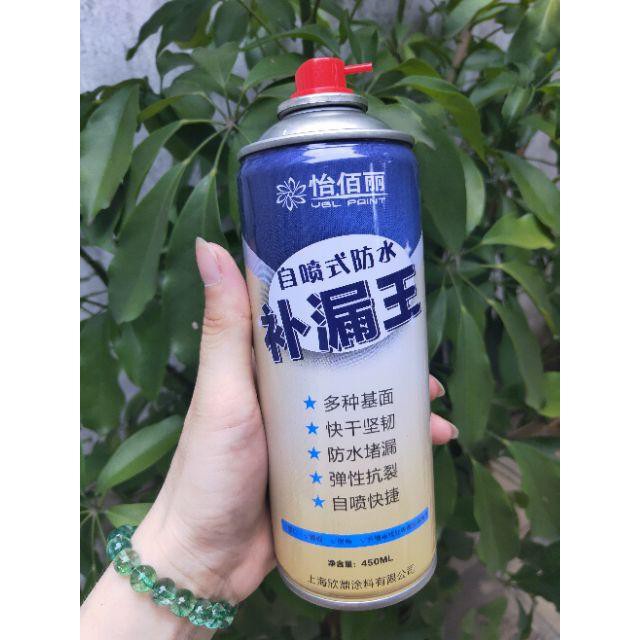 怡佰丽
YBL PAINT
自喷式防水
补漏王
★ 多种基面
★ 快干坚韧
★ 防水堵漏
★ 弹性抗裂
★ 自喷快捷
净含量: 450ML
上海欣蒂涂料有限公司